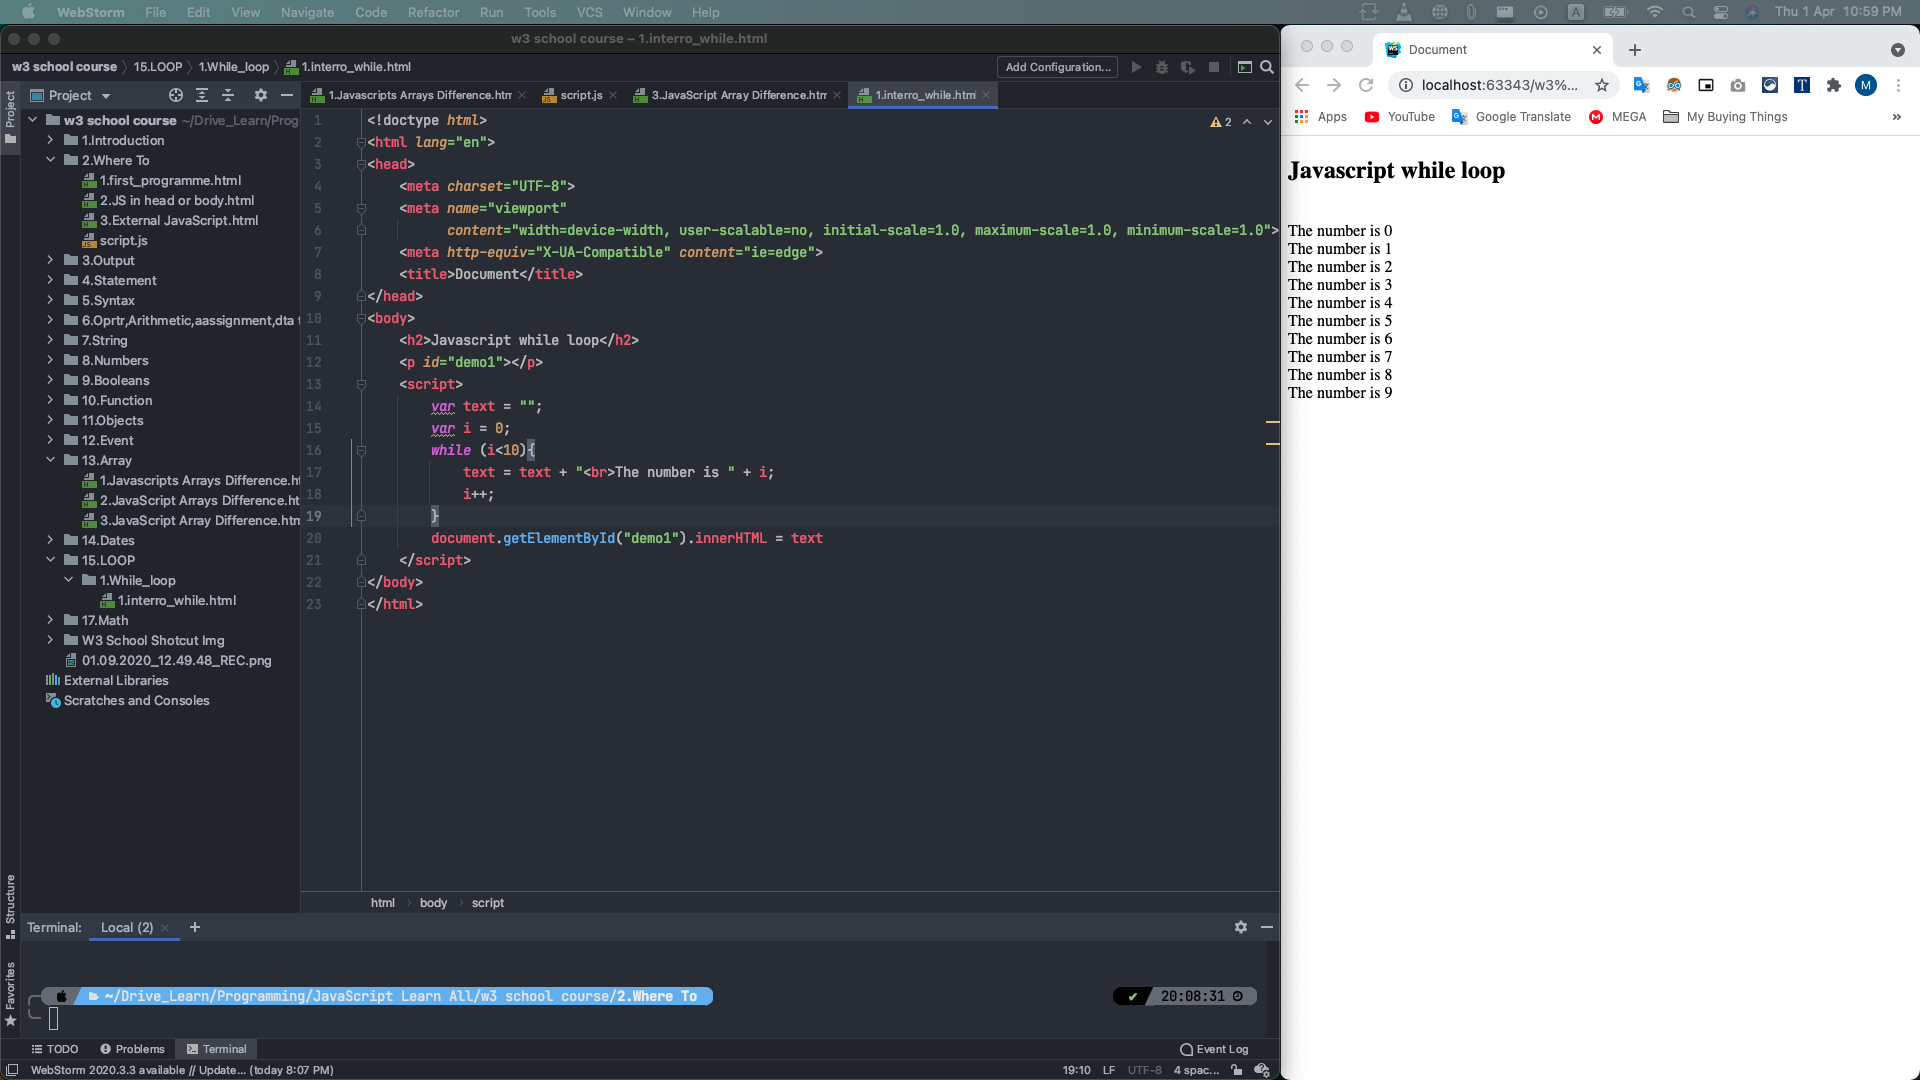 WebStorm File Edit View Navigate Code Refactor Run Tools VCS Window Help
A Thu 1 Apr 10:59 PM
w3 school course – 1.interro_while.html
w3 school course 15.LOOP 1.While_loop 1.interro_while.html
Add Configuration...
Project
Project
1.Javascripts Arrays Difference.htm script.js 3.JavaScript Array Difference.htm 1.interro_while.html
w3 school course ~/Drive_Learn/Prog
1.Introduction
2.Where To
1.first_programme.html
2.JS in head or body.html
3.External JavaScript.html
script.js
3.Output
4.Statement
5.Syntax
6.Oprtr,Arithmetic,aassignment,dta t
7.String
8.Numbers
9.Booleans
10.Function
11.Objects
12.Event
13.Array
1.Javascripts Arrays Difference.h
2.JavaScript Arrays Difference.ht
3.JavaScript Array Difference.htm
14.Dates
15.LOOP
1.While_loop
1.interro_while.html
17.Math
W3 School Shotcut Img
01.09.2020_12.49.48_REC.png
External Libraries
Scratches and Consoles
2
1 <!doctype html>
2 <html lang="en">
3 <head>
4 <meta charset="UTF-8">
5 <meta name="viewport"
6 content="width=device-width, user-scalable=no, initial-scale=1.0, maximum-scale=1.0, minimum-scale=1.0">
7 <meta http-equiv="X-UA-Compatible" content="ie=edge">
8 <title>Document</title>
9 </head>
10 <body>
11 <h2>Javascript while loop</h2>
12 <p id="demo1"></p>
13 <script>
14 var text = "";
15 var i = 0;
16 while (i<10){
17 text = text + "<br>The number is " + i;
18 i++;
19 }
20 document.getElementById("demo1").innerHTML = text
21 </script>
22 </body>
23 </html>
html body script
Structure
Favorites
Terminal: Local (2)
~/Drive_Learn/Programming/JavaScript Learn All/w3 school course/2.Where To
20:08:31
TODO Problems Terminal
Event Log
WebStorm 2020.3.3 available // Update... (today 8:07 PM)
19:10 LF UTF-8 4 spac...
Document
localhost:63343/w3%...
T
M
Apps YouTube Google Translate MEGA My Buying Things
Javascript while loop
The number is 0
The number is 1
The number is 2
The number is 3
The number is 4
The number is 5
The number is 6
The number is 7
The number is 8
The number is 9